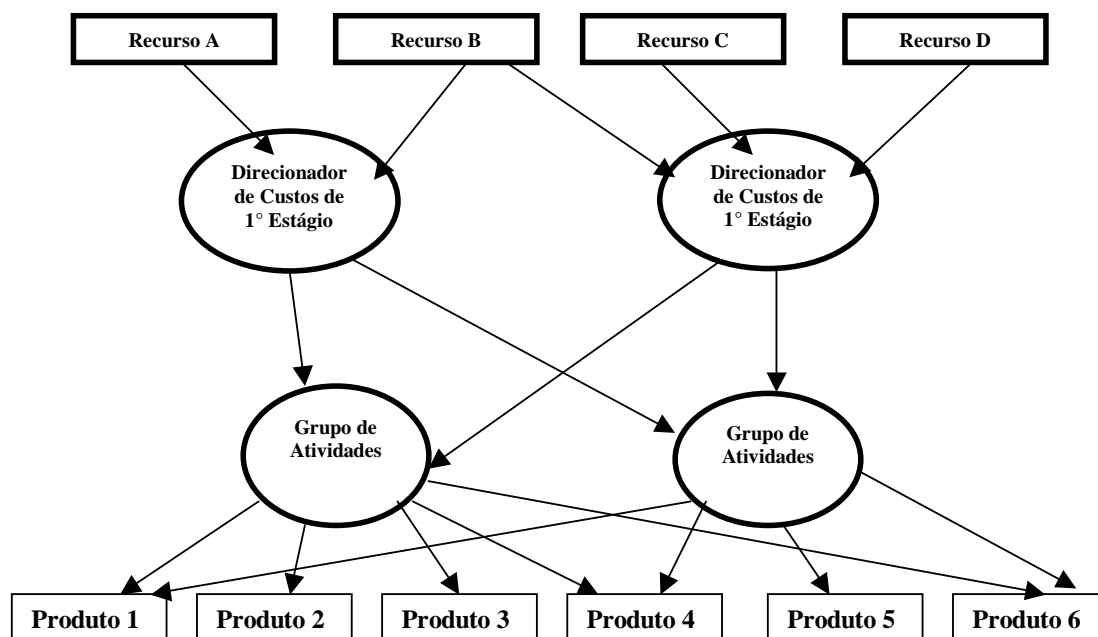 Recurso A
Recurso B
Recurso C
Recurso D
Direcionador
de Custos de
1° Estágio
Direcionador
de Custos de
1° Estágio
Grupo de
Atividades
Grupo de
Atividades
Produto 1
Produto 2
Produto 3
Produto 4
Produto 5
Produto 6